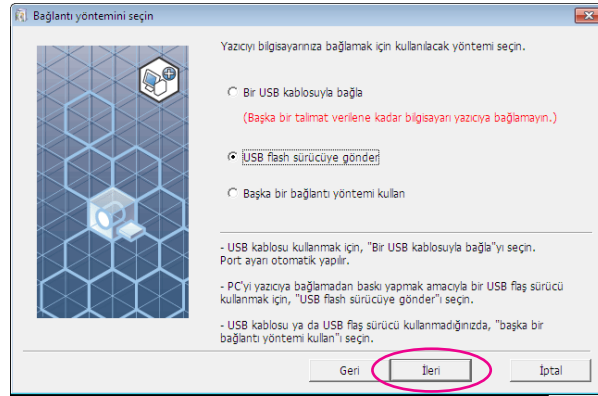 Bağlantı yöntemini seçin
Yazıcıyı bilgisayarınıza bağlamak için kullanılacak yöntemi seçin.
Bir USB kablosuyla bağla
(Başka bir talimat verilene kadar bilgisayarı yazıcıya bağlamayın.)
USB flash sürücüye gönder
Başka bir bağlantı yöntemi kullan
- USB kablosu kullanmak için, "Bir USB kablosuyla bağla"yı seçin.
Port ayarı otomatik yapılır.
- PC'yi yazıcıya bağlamadan baskı yapmak amacıyla bir USB flaş sürücü
kullanmak için, "USB flash sürücüye gönder"i seçin.
- USB kablosu ya da USB flaş sürücü kullanmadığınızda, "başka bir
bağlantı yöntemi kullan"ı seçin.
Geri İleri İptal